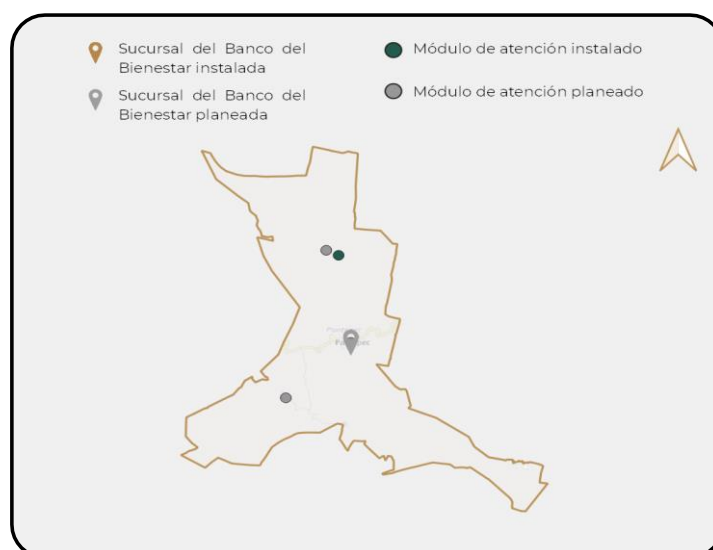 Sucursal del Banco del
Bienestar instalada
Sucursal del Banco del
Bienestar planeada
Módulo de atención instalado
Módulo de atención planeado